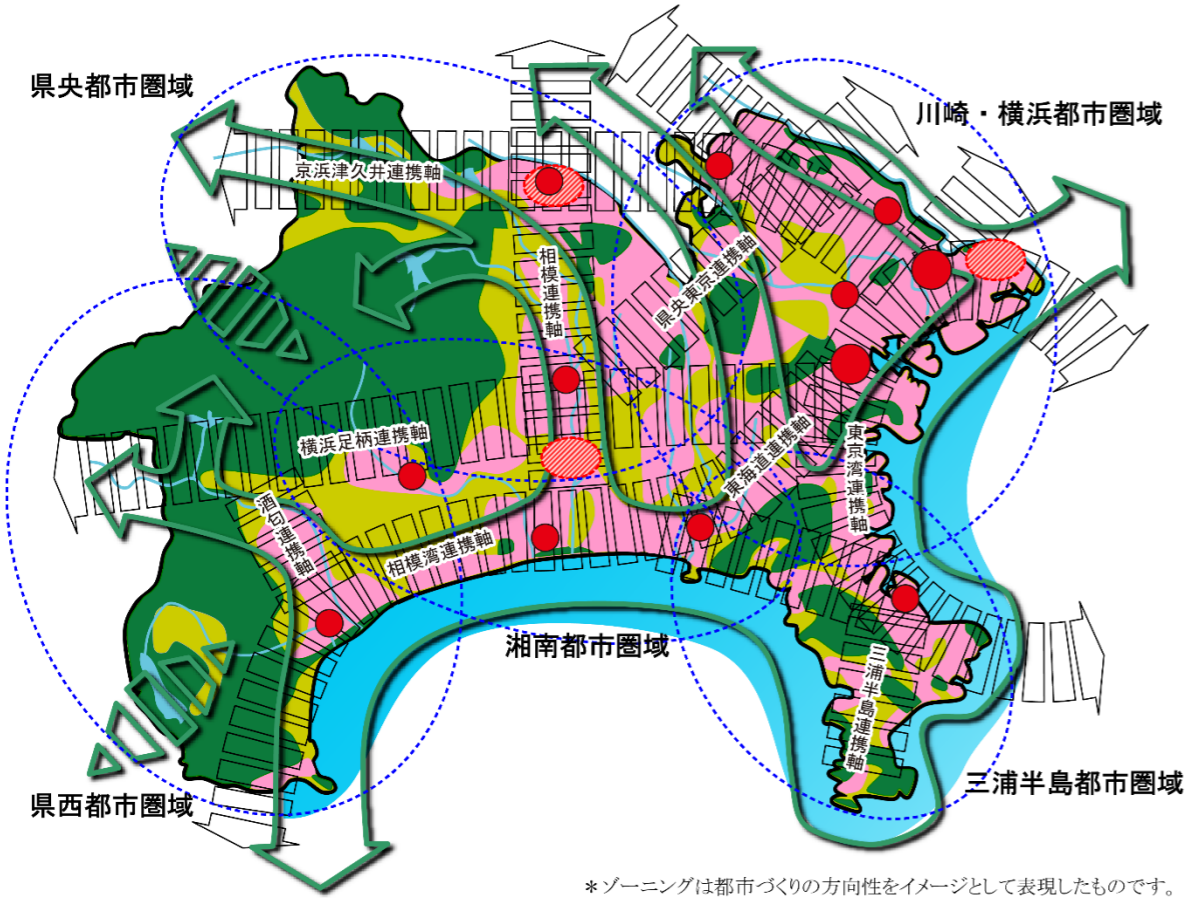 県央都市圏域
川崎・横浜都市圏域
京浜津久井連携軸
相模連携軸
県央東京連携軸
横浜足柄連携軸
東海道連携軸
東京湾連携軸
酒匂連携軸
相模湾連携軸
湘南都市圏域
三浦半島連携軸
三浦半島都市圏域
県西都市圏域
＊ゾーニングは都市づくりの方向性をイメージとして表現したものです。